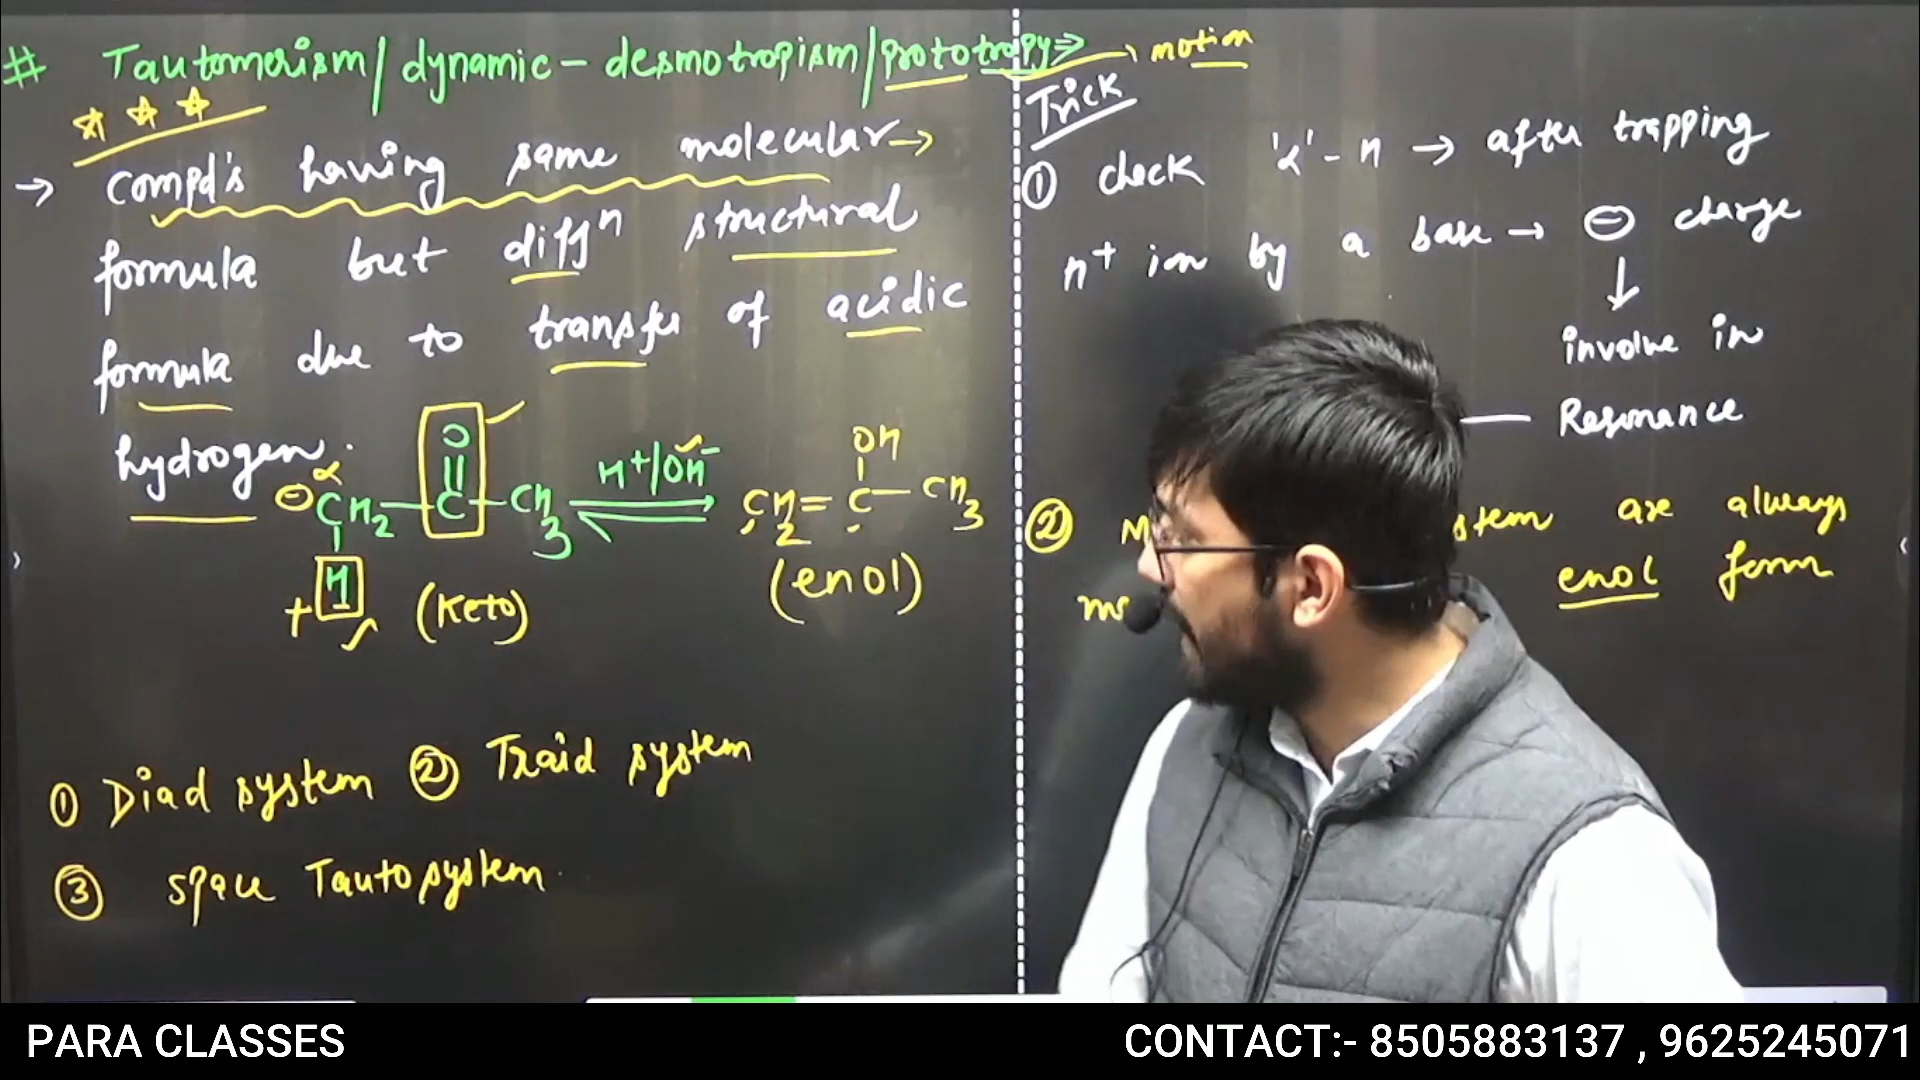 # Tautomerism/dynamic-desmotropism/prototropy⇒ → motion
→ Compd's having same molecular→
formula but diffⁿ structural
formula due to transfer of acidic
hydrogen.
⊖ α O
CH₂—C—CH₃ ⇌ H⁺/OH⁻ CH₂=C—CH₃
OH
+ H (Keto) (enol)
① Diad system ② Traid system
③ space Tautosystem
Trick
① check 'α'-H → after trapping
H⁺ ion by a base → ⊖ charge
↓
involve in
Resonance
② stem are always
enol form
PARA CLASSES
CONTACT:- 8505883137 , 9625245071